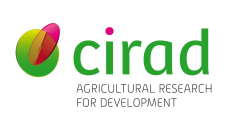 cirad
AGRICULTURAL RESEARCH
FOR DEVELOPMENT